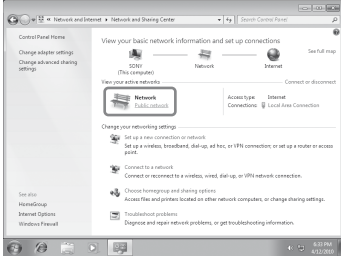 « Network and Internet ▸ Network and Sharing Center
Search Control Panel
Control Panel Home
Change adapter settings
Change advanced sharing settings
View your basic network information and set up connections
See full map
SONY
(This computer)
Network
Internet
View your active networks
Connect or disconnect
Network
Public network
Access type: Internet
Connections: Local Area Connection
Change your networking settings
Set up a new connection or network
Set up a wireless, broadband, dial-up, ad hoc, or VPN connection; or set up a router or access
point.
Connect to a network
Connect or reconnect to a wireless, wired, dial-up, or VPN network connection.
Choose homegroup and sharing options
Access files and printers located on other network computers, or change sharing settings.
Troubleshoot problems
Diagnose and repair network problems, or get troubleshooting information.
See also
HomeGroup
Internet Options
Windows Firewall
8:33 PM
4/12/2010